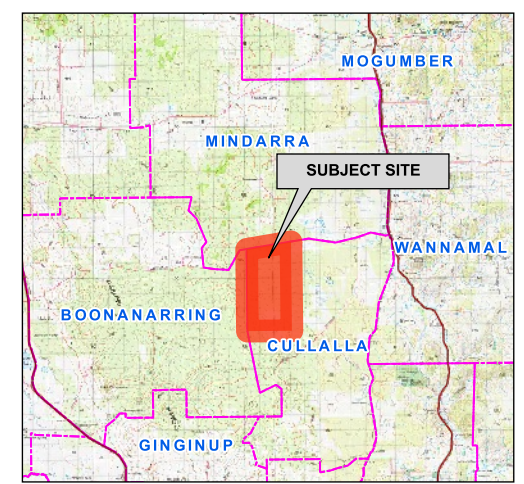 MOGUMBER
MINDARRA
SUBJECT SITE
WANNAMAL
BOONANARRING
CULLALLA
GINGINUP